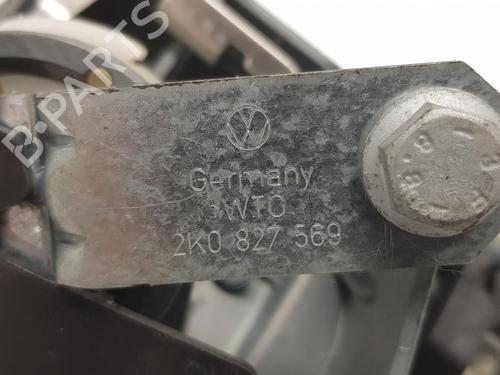 B-PARTS
Germany
WTO
2K0 827 569
8.8